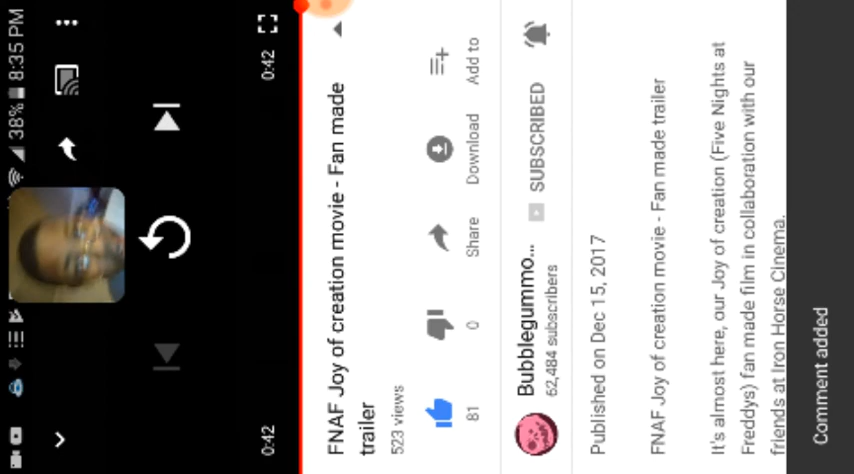 38% 8:35 PM
0:42
0:42
FNAF Joy of creation movie - Fan made
trailer
523 views
81
0
Share
Download
Add to
Bubblegummo...
62,484 subscribers
SUBSCRIBED
Published on Dec 15, 2017
FNAF Joy of creation movie - Fan made trailer
It's almost here, our Joy of creation (Five Nights at
Freddys) fan made film in collaboration with our
friends at Iron Horse Cinema.
Comment added